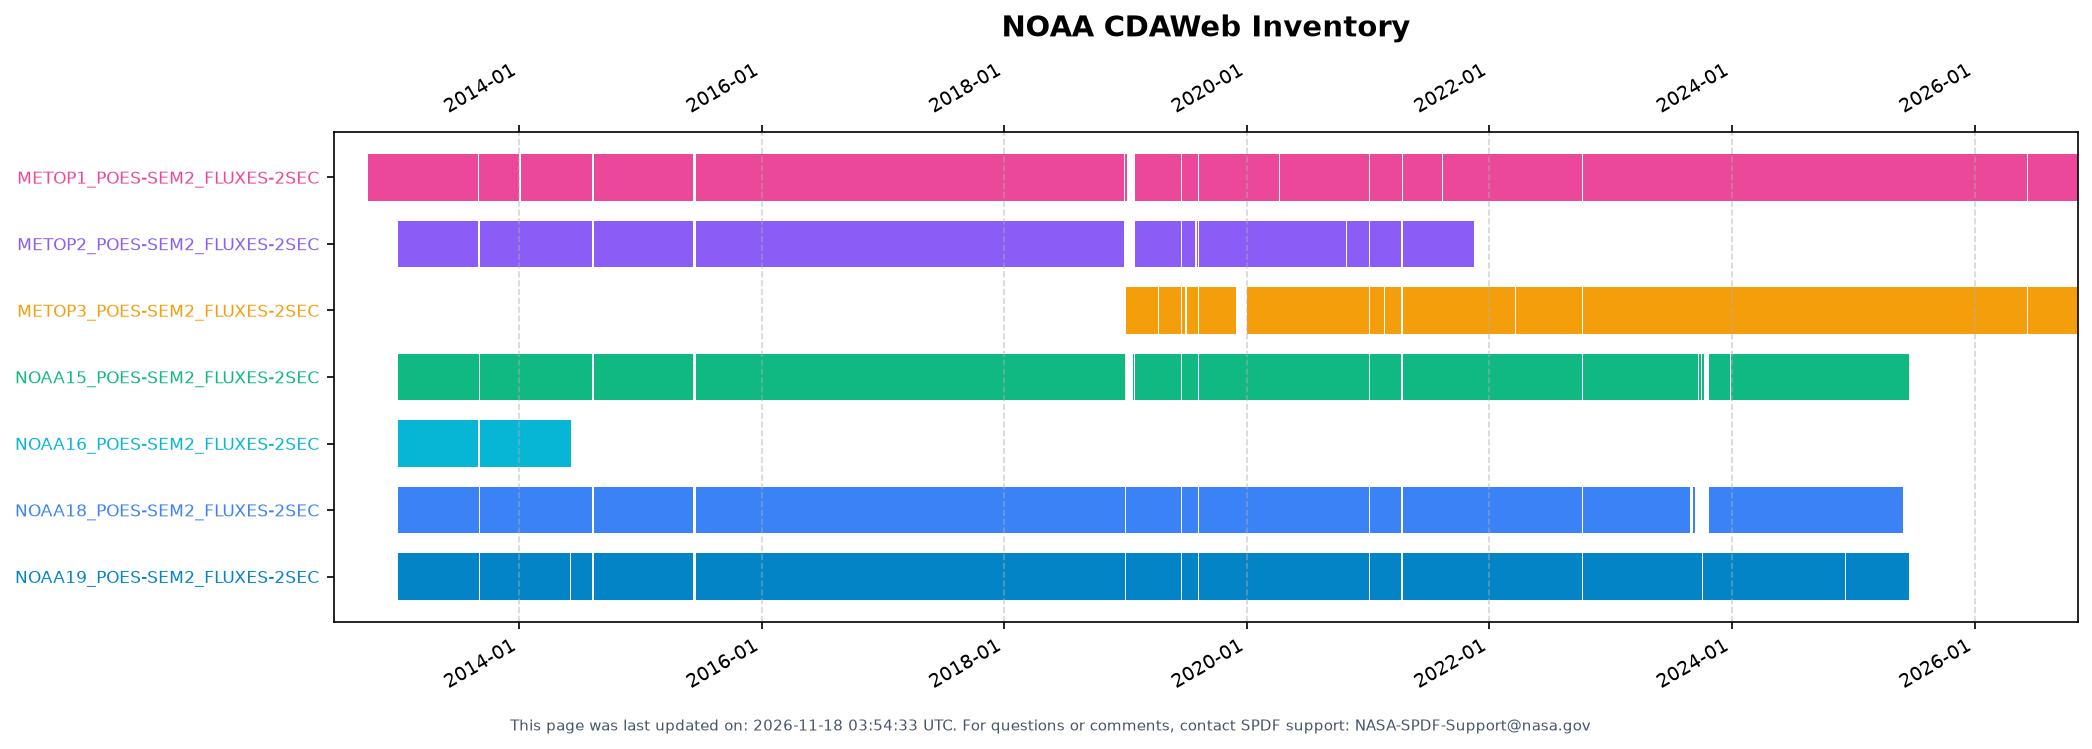 NOAA CDAWeb Inventory
2014-01 2016-01 2018-01 2020-01 2022-01 2024-01 2026-01
METOP1_POES-SEM2_FLUXES-2SEC
METOP2_POES-SEM2_FLUXES-2SEC
METOP3_POES-SEM2_FLUXES-2SEC
NOAA15_POES-SEM2_FLUXES-2SEC
NOAA16_POES-SEM2_FLUXES-2SEC
NOAA18_POES-SEM2_FLUXES-2SEC
NOAA19_POES-SEM2_FLUXES-2SEC
2014-01 2016-01 2018-01 2020-01 2022-01 2024-01 2026-01
This page was last updated on: 2026-11-18 03:54:33 UTC. For questions or comments, contact SPDF support: NASA-SPDF-Support@nasa.gov